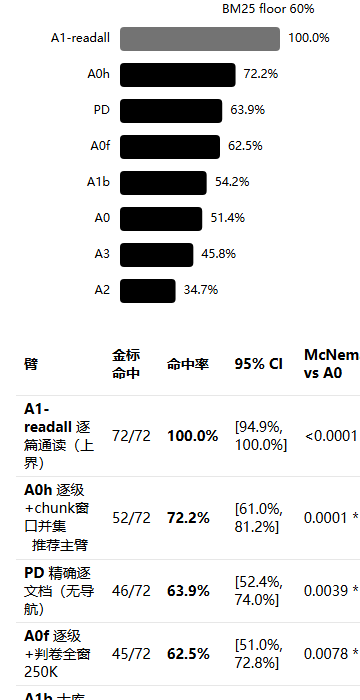 BM25 floor 60%
A1-readall 100.0%
A0h 72.2%
PD 63.9%
A0f 62.5%
A1b 54.2%
A0 51.4%
A3 45.8%
A2 34.7%
臂 金标命中 命中率 95% CI McNem vs A0
A1-readall 逐篇通读（上界） 72/72 100.0% [94.9%, 100.0%] <0.0001
A0h 逐级+chunk窗口并集 推荐主臂 52/72 72.2% [61.0%, 81.2%] 0.0001 *
PD 精确逐文档（无导航） 46/72 63.9% [52.4%, 74.0%] 0.0039 *
A0f 逐级+判卷全窗250K 45/72 62.5% [51.0%, 72.8%] 0.0078 *